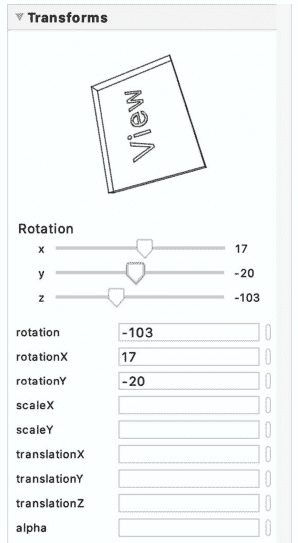 Transforms
View
Rotation
x 17
y -20
z -103
rotation -103
rotationX 17
rotationY -20
scaleX
scaleY
translationX
translationY
translationZ
alpha